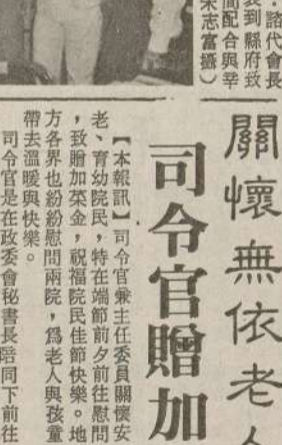 ．諮代會長
表到縣府致
間配合與辛
宋志富攝）
關懷無依老人
司令官贈加
【本報訊】司令官兼主任委員關懷安
老、育幼院民，特在端節前夕前往慰問
，致贈加菜金，祝福院民佳節快樂。地
方各界也紛紛慰問兩院，為老人與孩童
帶去溫暖與快樂。
司令官是在政委會秘書長陪同下前往